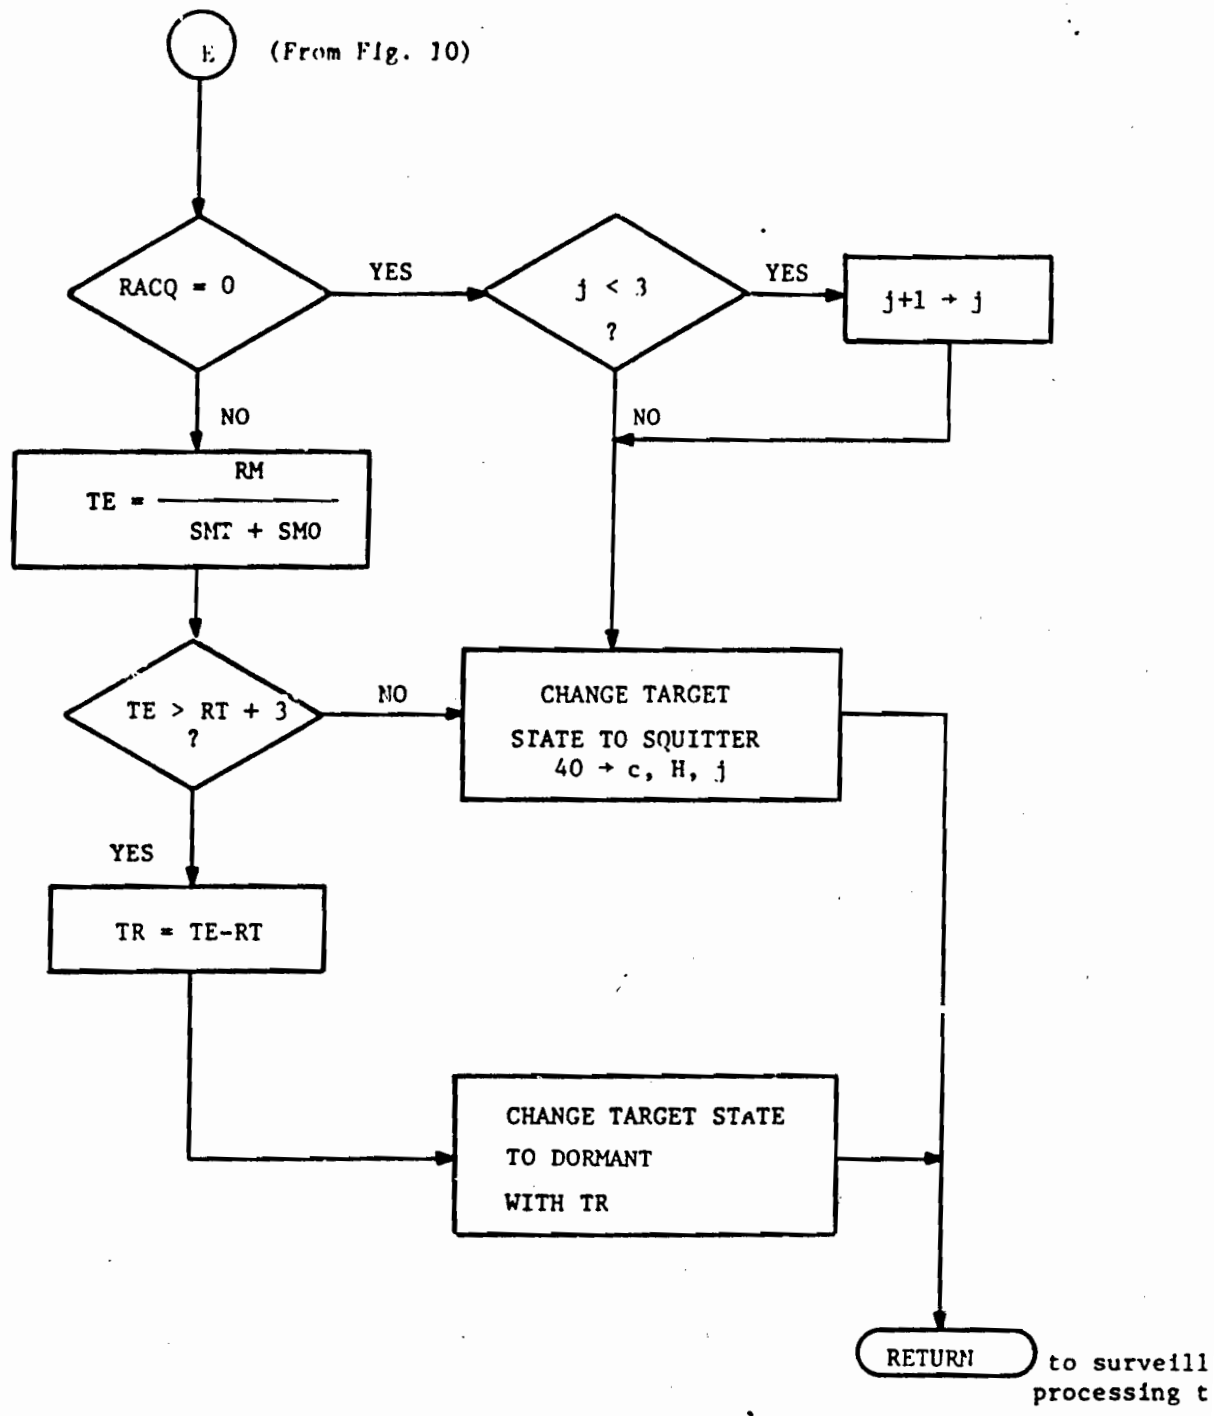 E (From Fig. 10)
RACQ = 0
YES
j < 3
?
YES
j+1 → j
NO
NO
TE = RM
SMT + SMO
TE > RT + 3
?
NO
CHANGE TARGET
STATE TO SQUITTER
40 → c, H, j
YES
TR = TE-RT
CHANGE TARGET STATE
TO DORMANT
WITH TR
RETURN
to surveill
processing t